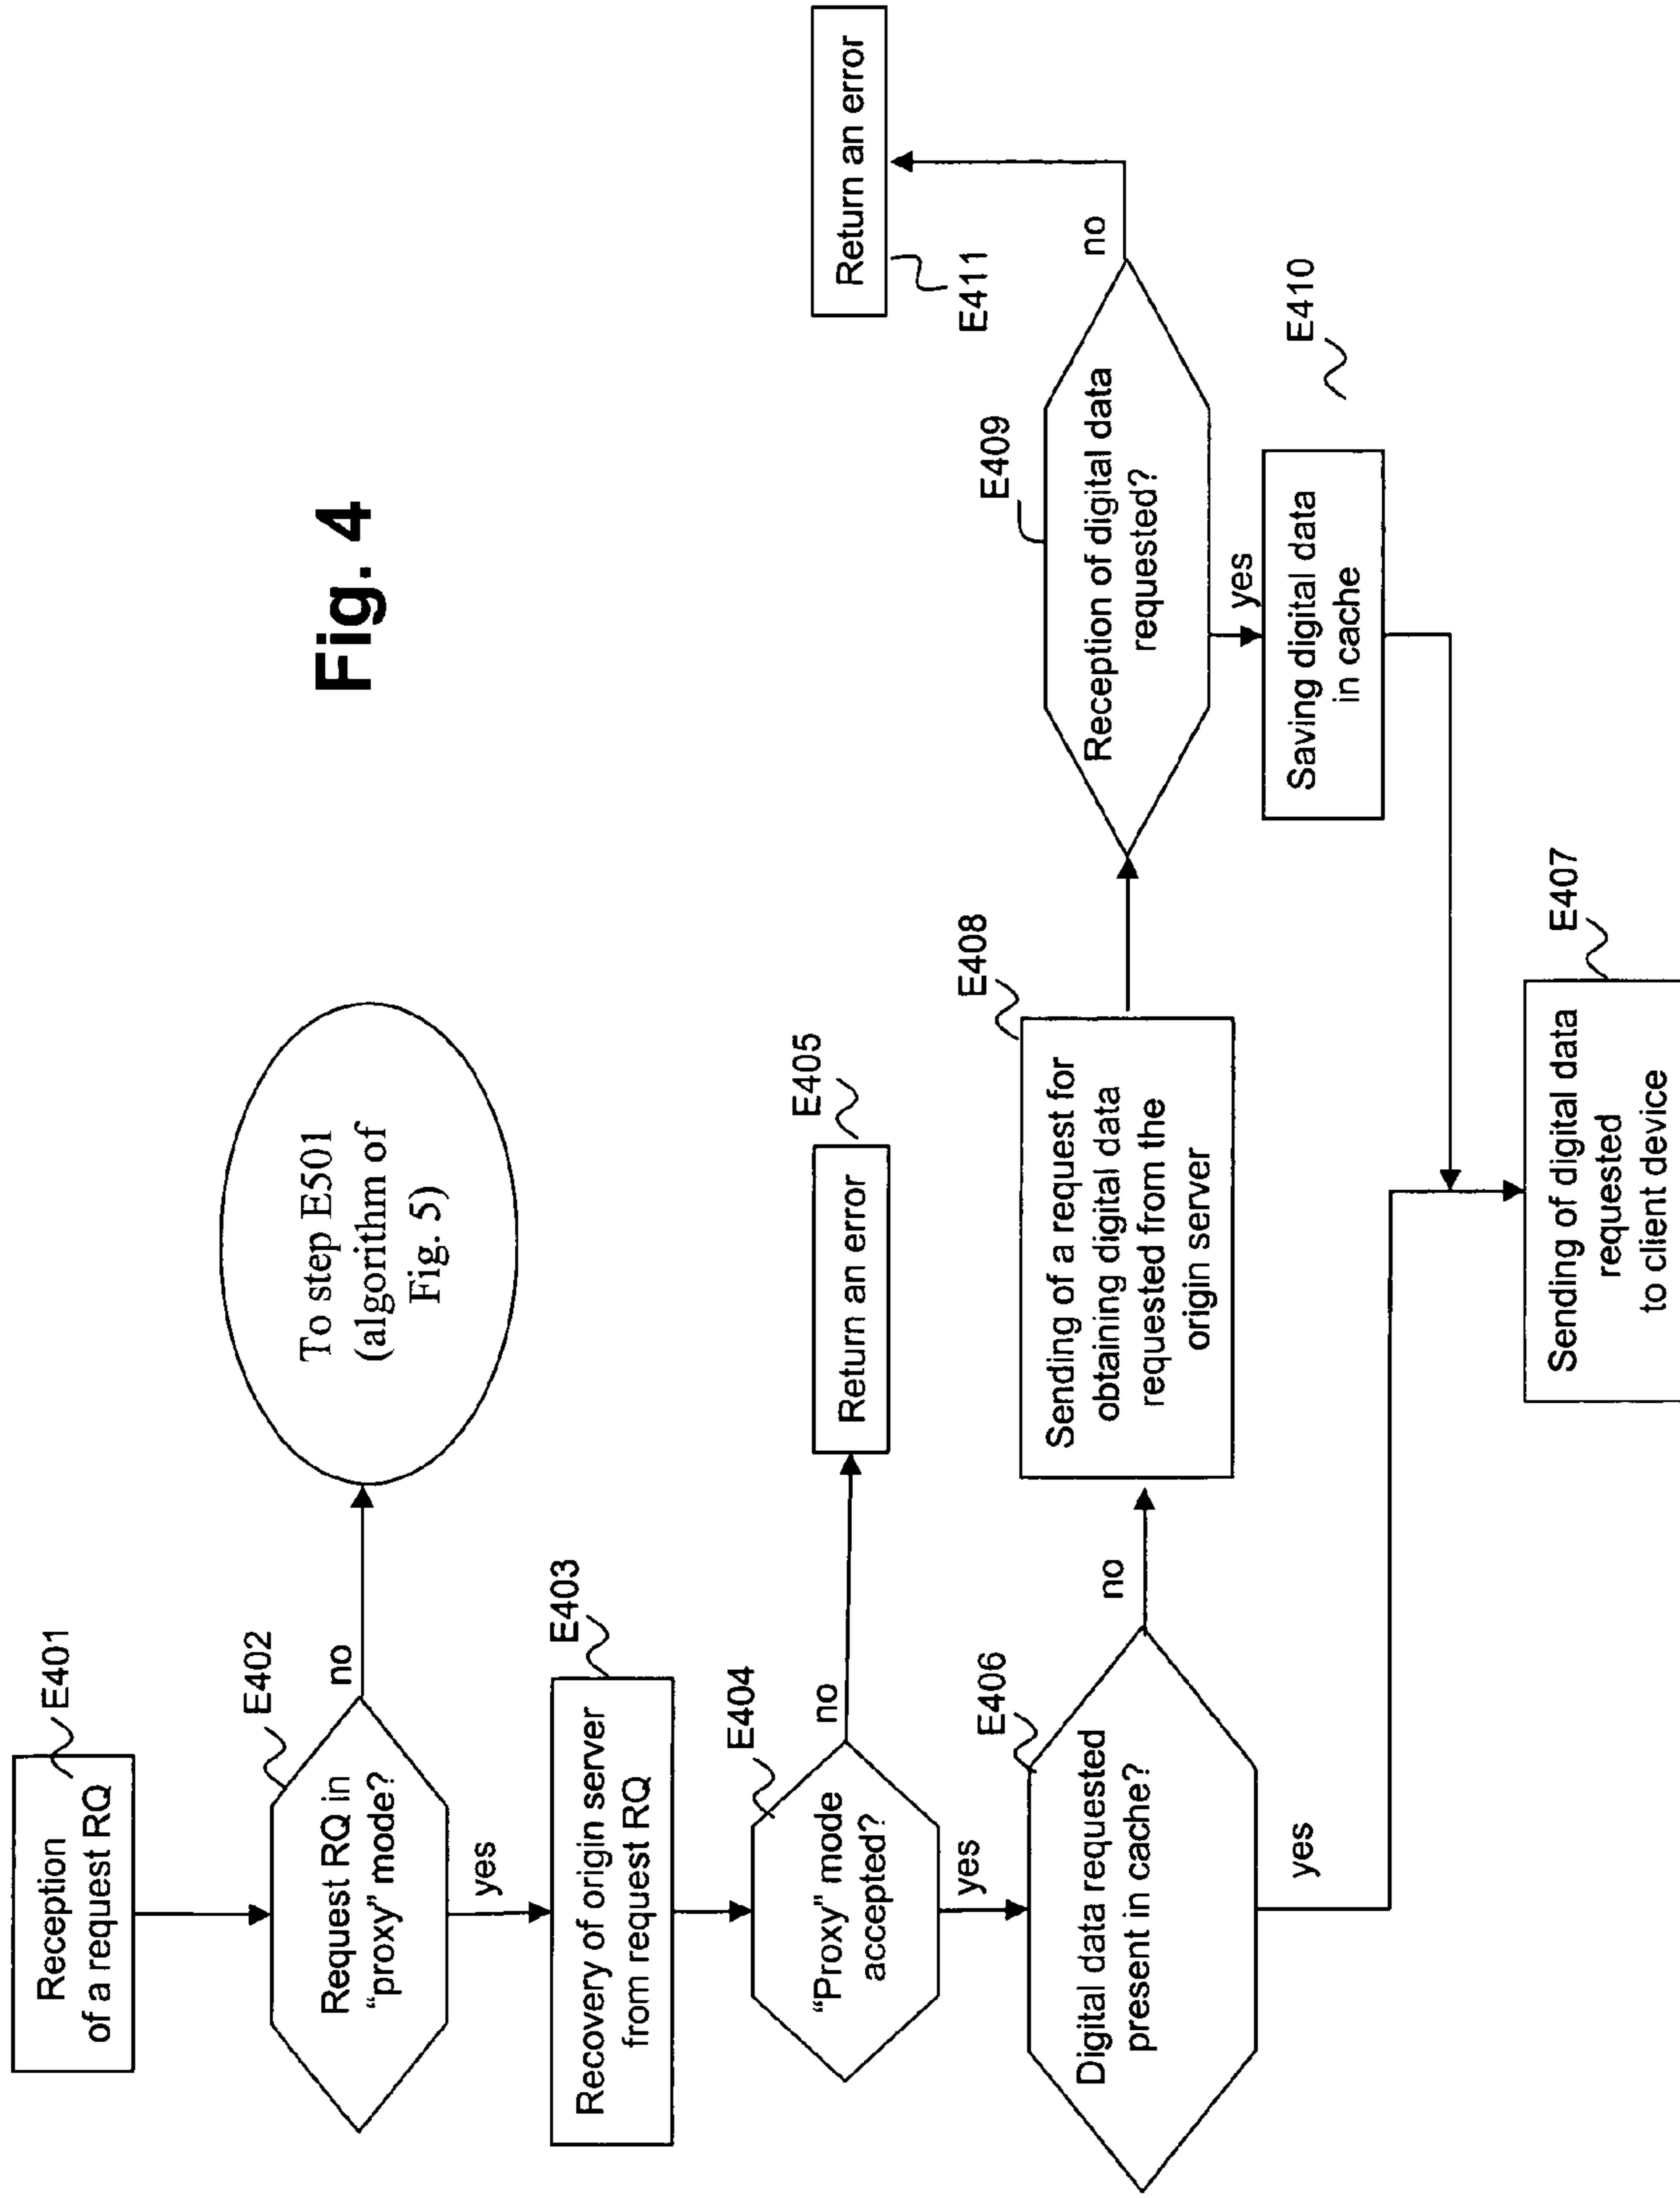 Fig. 4
Reception
of a request RQ
E401
Request RQ in
“proxy” mode?
E402
no
To step E501
(algorithm of
Fig. 5)
yes
Recovery of origin server
from request RQ
E403
“Proxy” mode
accepted?
E404
no
Return an error
E405
yes
Digital data requested
present in cache?
E406
no
Sending of a request for
obtaining digital data
requested from the
origin server
E408
Reception of digital data
requested?
E409
no
Return an error
E411
yes
Saving digital data
in cache
E410
yes
Sending of digital data
requested
to client device
E407